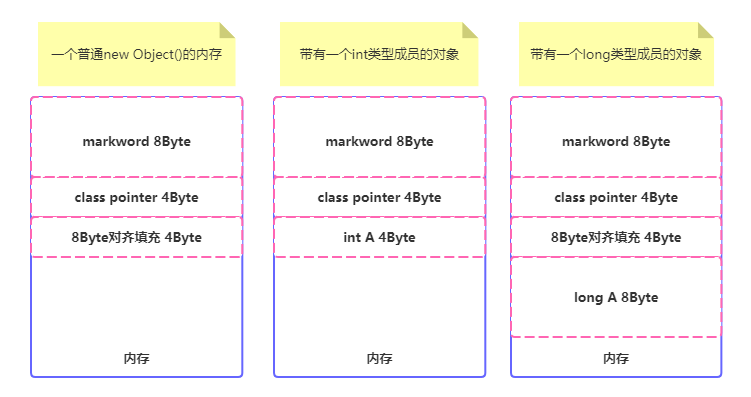 一个普通new Object()的内存
markword 8Byte
class pointer 4Byte
8Byte对齐填充 4Byte
内存
带有一个int类型成员的对象
markword 8Byte
class pointer 4Byte
int A 4Byte
内存
带有一个long类型成员的对象
markword 8Byte
class pointer 4Byte
8Byte对齐填充 4Byte
long A 8Byte
内存